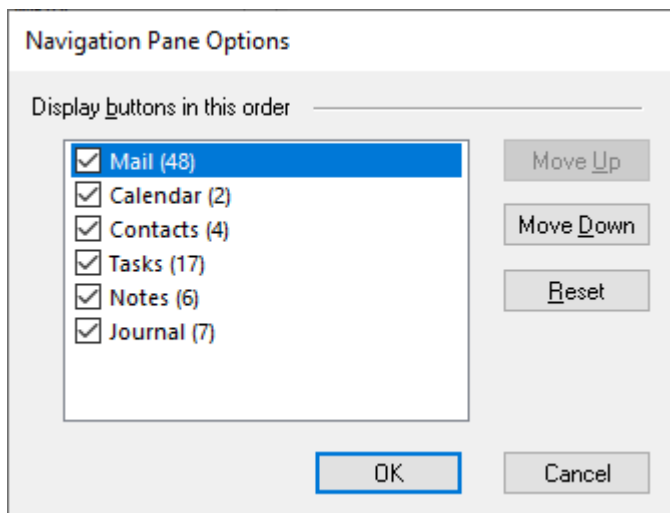 Navigation Pane Options
Display buttons in this order
Mail (48)
Calendar (2)
Contacts (4)
Tasks (17)
Notes (6)
Journal (7)
Move Up
Move Down
Reset
OK
Cancel